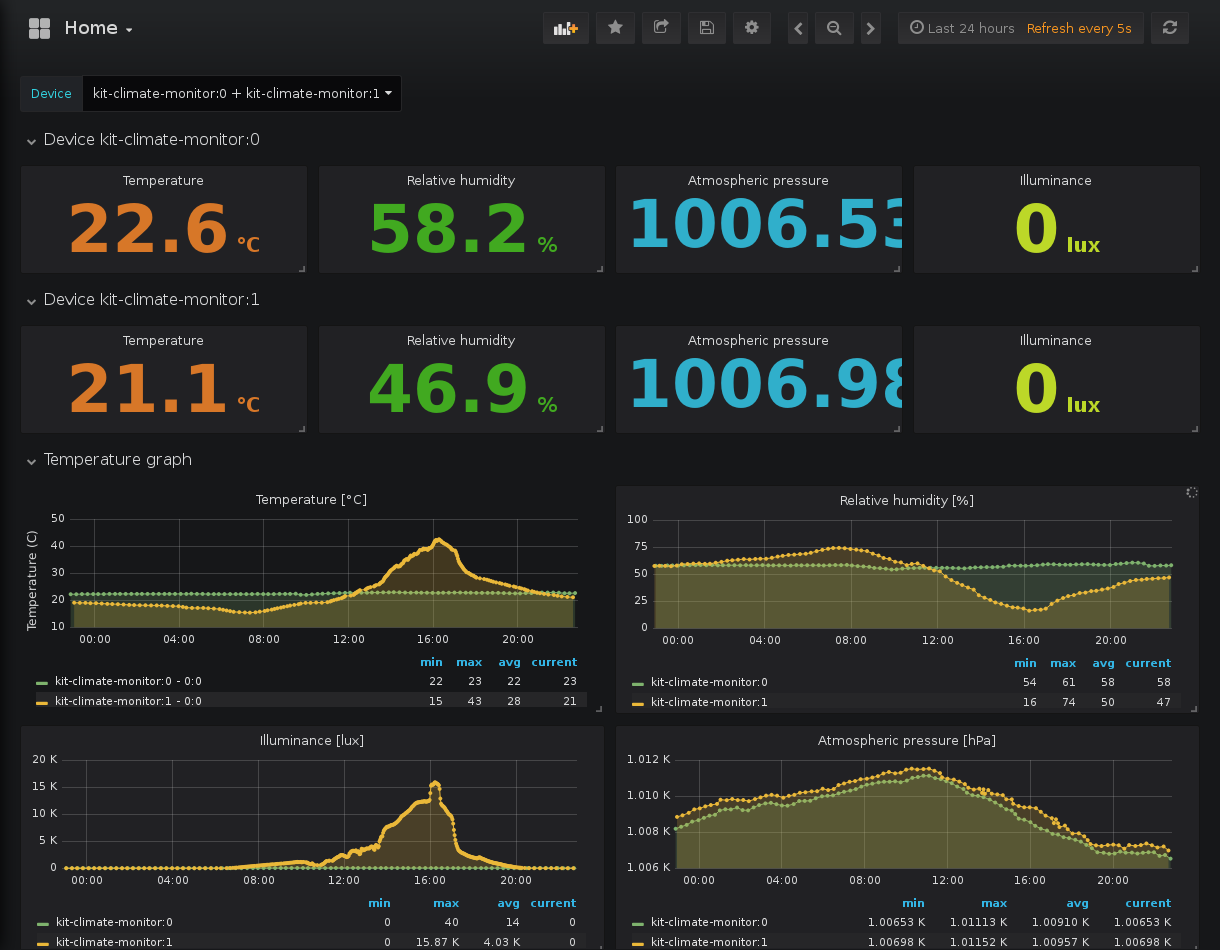 Home
Last 24 hours Refresh every 5s
Device kit-climate-monitor:0 + kit-climate-monitor:1
Device kit-climate-monitor:0
Temperature Relative humidity Atmospheric pressure Illuminance
22.6 °C 58.2 % 1006.53 0 lux
Device kit-climate-monitor:1
Temperature Relative humidity Atmospheric pressure Illuminance
21.1 °C 46.9 % 1006.98 0 lux
Temperature graph
Temperature [°C]
Temperature (C)
50
40
30
20
10
00:00 04:00 08:00 12:00 16:00 20:00
min max avg current
kit-climate-monitor:0 - 0:0 22 23 22 23
kit-climate-monitor:1 - 0:0 15 43 28 21
Relative humidity [%]
100
75
50
25
0
00:00 04:00 08:00 12:00 16:00 20:00
min max avg current
kit-climate-monitor:0 54 61 58 58
kit-climate-monitor:1 16 74 50 47
Illuminance [lux]
20 K
15 K
10 K
5 K
0
00:00 04:00 08:00 12:00 16:00 20:00
min max avg current
kit-climate-monitor:0 0 40 14 0
kit-climate-monitor:1 0 15.87 K 4.03 K 0
Atmospheric pressure [hPa]
1.012 K
1.010 K
1.008 K
1.006 K
00:00 04:00 08:00 12:00 16:00 20:00
min max avg current
kit-climate-monitor:0 1.00653 K 1.01113 K 1.00910 K 1.00653 K
kit-climate-monitor:1 1.00698 K 1.01152 K 1.00957 K 1.00698 K